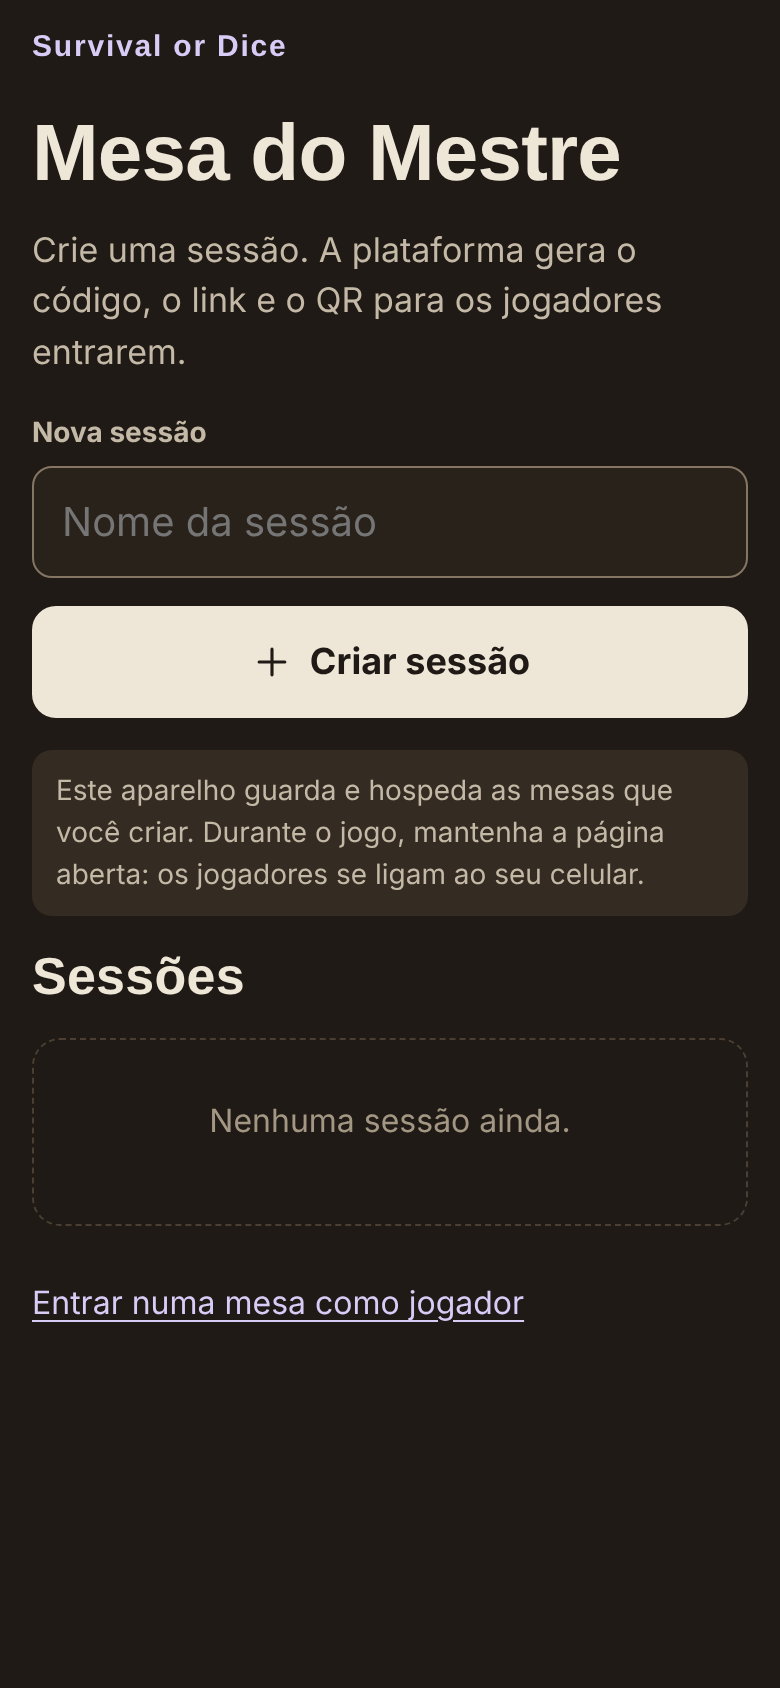 Survival or Dice
Mesa do Mestre
Crie uma sessão. A plataforma gera o
código, o link e o QR para os jogadores
entrarem.
Nova sessão
Nome da sessão
+ Criar sessão
Este aparelho guarda e hospeda as mesas que
você criar. Durante o jogo, mantenha a página
aberta: os jogadores se ligam ao seu celular.
Sessões
Nenhuma sessão ainda.
Entrar numa mesa como jogador